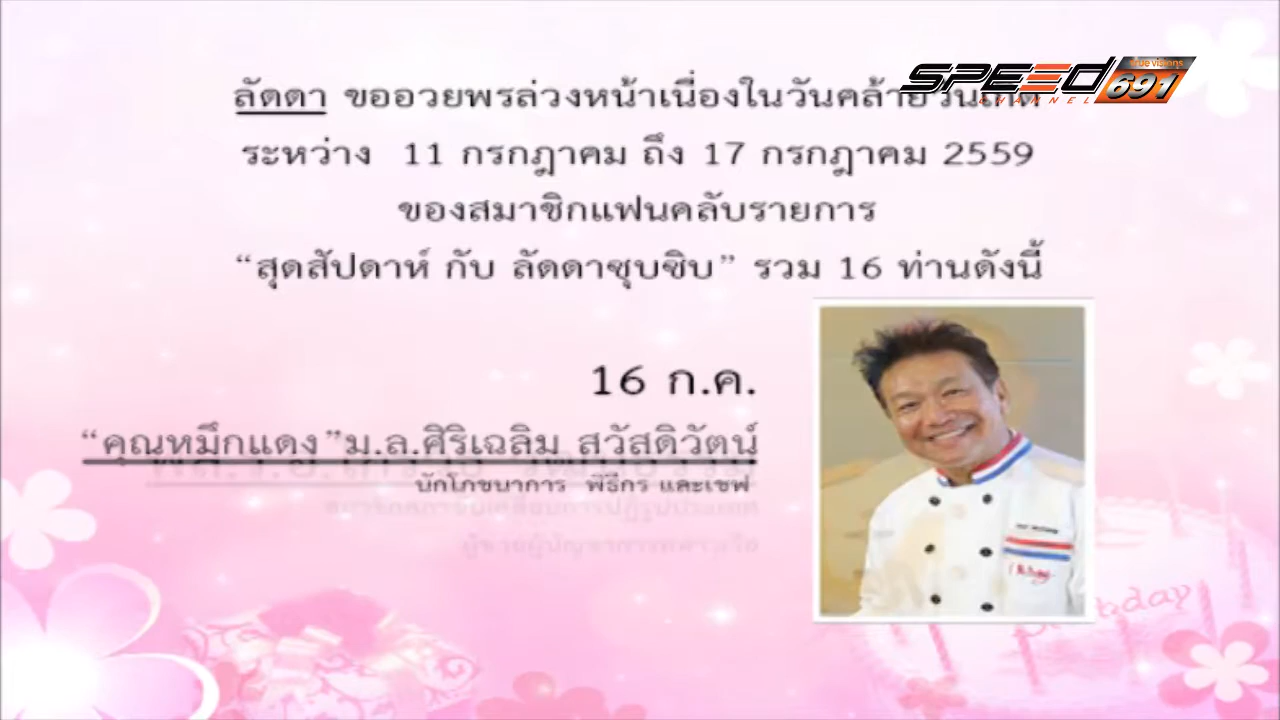 ลัดดา ขออวยพรล่วงหน้าเนื่องในวันคล้ายวันเกิด
ระหว่าง 11 กรกฎาคม ถึง 17 กรกฎาคม 2559
ของสมาชิกแฟนคลับรายการ
“สุดสัปดาห์ กับ ลัดดาซุบซิบ” รวม 16 ท่านดังนี้
SPEED
CHANNEL
true visions
691
16 ก.ค.
“คุณหมึกแดง”ม.ล.ศิริเฉลิม สวัสดิวัตน์
นักโภชนาการ พิธีกร และเชฟ